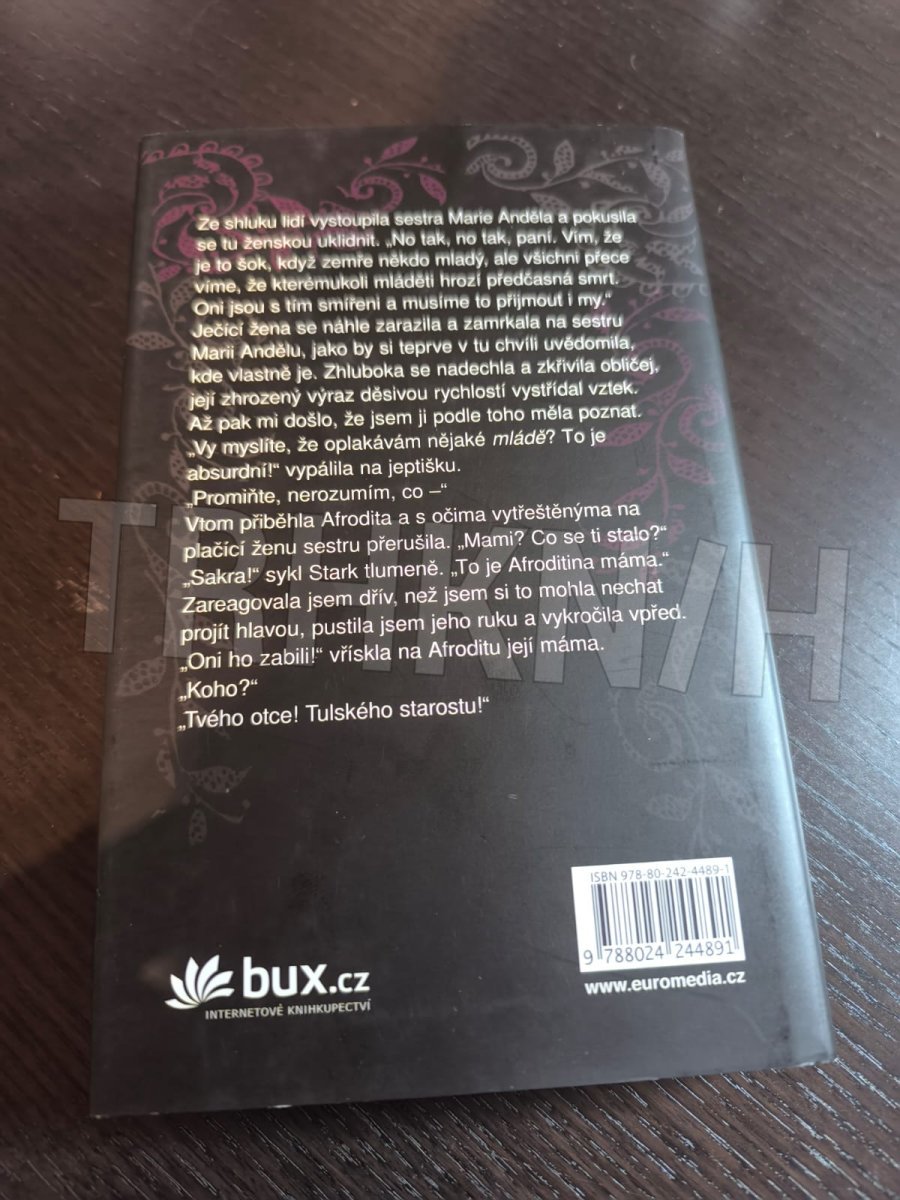 Ze shluku lidí vystoupila sestra Marie Anděla a pokusila
se tu ženskou uklidnit. „No tak, no tak, paní. Vím, že
je to šok, když zemře někdo mladý, ale všichni přece
víme, že kterémukoli mláděti hrozí předčasná smrt.
Oni jsou s tím smířeni a musíme to přijmout i my.“
Ječící žena se náhle zarazila a zamrkala na sestru
Marii Andělu, jako by si teprve v tu chvíli uvědomila,
kde vlastně je. Zhluboka se nadechla a zkřivila obličej,
její zhrozený výraz děsivou rychlostí vystřídal vztek.
Až pak mi došlo, že jsem ji podle toho měla poznat.
„Vy myslíte, že oplakávám nějaké mládě? To je
absurdní!“ vypálila na jeptišku.
„Promiňte, nerozumím, co –“
Vtom přiběhla Afrodita a s očima vytřeštěnýma na
plačící ženu sestru přerušila. „Mami? Co se ti stalo?“
„Sakra!“ sykl Stark tlumeně. „To je Afroditina máma.“
Zareagovala jsem dřív, než jsem si to mohla nechat
projít hlavou, pustila jsem jeho ruku a vykročila vpřed.
„Oni ho zabili!“ vřískla na Afroditu její máma.
„Koho?“
„Tvého otce! Tulského starostu!“
ISBN 978-80-242-4489-1
9 788024 244891
www.euromedia.cz
bux.cz
INTERNETOVÉ KNIHKUPECTVÍ